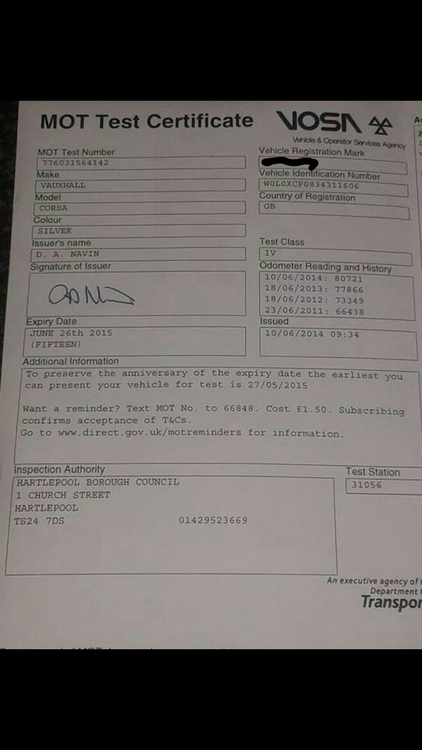 MOT Test Certificate
VOSA
Vehicle & Operator Services Agency
MOT Test Number
776031564142
Vehicle Registration Mark
Make
VAUXHALL
Vehicle Identification Number
W0L0XCF0834311606
Model
CORSA
Country of Registration
GB
Colour
SILVER
Issuer's name
D. A. NAVIN
Test Class
IV
Signature of Issuer
Odometer Reading and History
10/06/2014: 80721
18/06/2013: 77866
18/06/2012: 73349
23/06/2011: 66438
Expiry Date
JUNE 26th 2015
(FIFTEEN)
Issued
10/06/2014 09:34
Additional Information
To preserve the anniversary of the expiry date the earliest you
can present your vehicle for test is 27/05/2015
Want a reminder? Text MOT No. to 66848. Cost £1.50. Subscribing
confirms acceptance of T&Cs.
Go to www.direct.gov.uk/motreminders for information.
Inspection Authority
HARTLEPOOL BOROUGH COUNCIL
1 CHURCH STREET
HARTLEPOOL
TS24 7DS 01429523669
Test Station
31056
An executive agency of
Department
Transpor